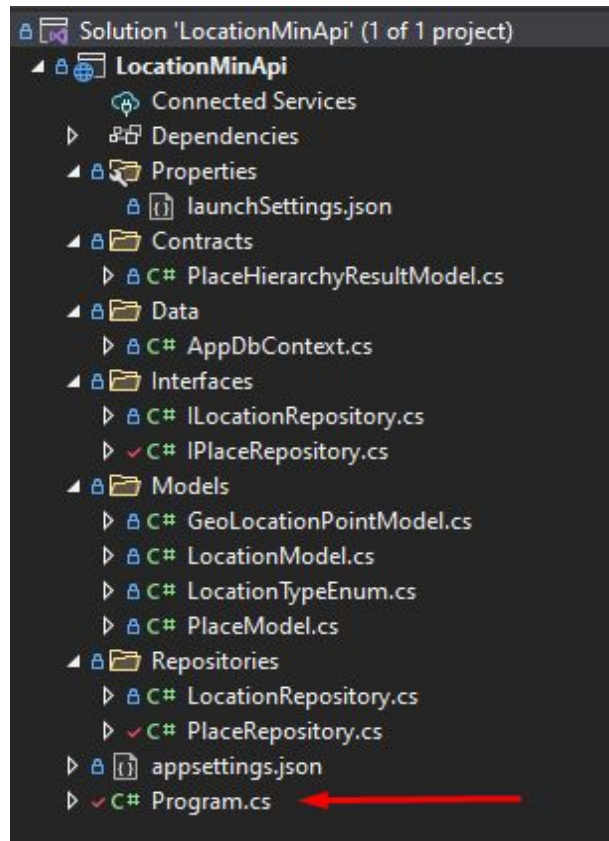 Solution 'LocationMinApi' (1 of 1 project)
LocationMinApi
Connected Services
Dependencies
Properties
launchSettings.json
Contracts
C# PlaceHierarchyResultModel.cs
Data
C# AppDbContext.cs
Interfaces
C# ILocationRepository.cs
C# IPlaceRepository.cs
Models
C# GeoLocationPointModel.cs
C# LocationModel.cs
C# LocationTypeEnum.cs
C# PlaceModel.cs
Repositories
C# LocationRepository.cs
C# PlaceRepository.cs
appsettings.json
C# Program.cs